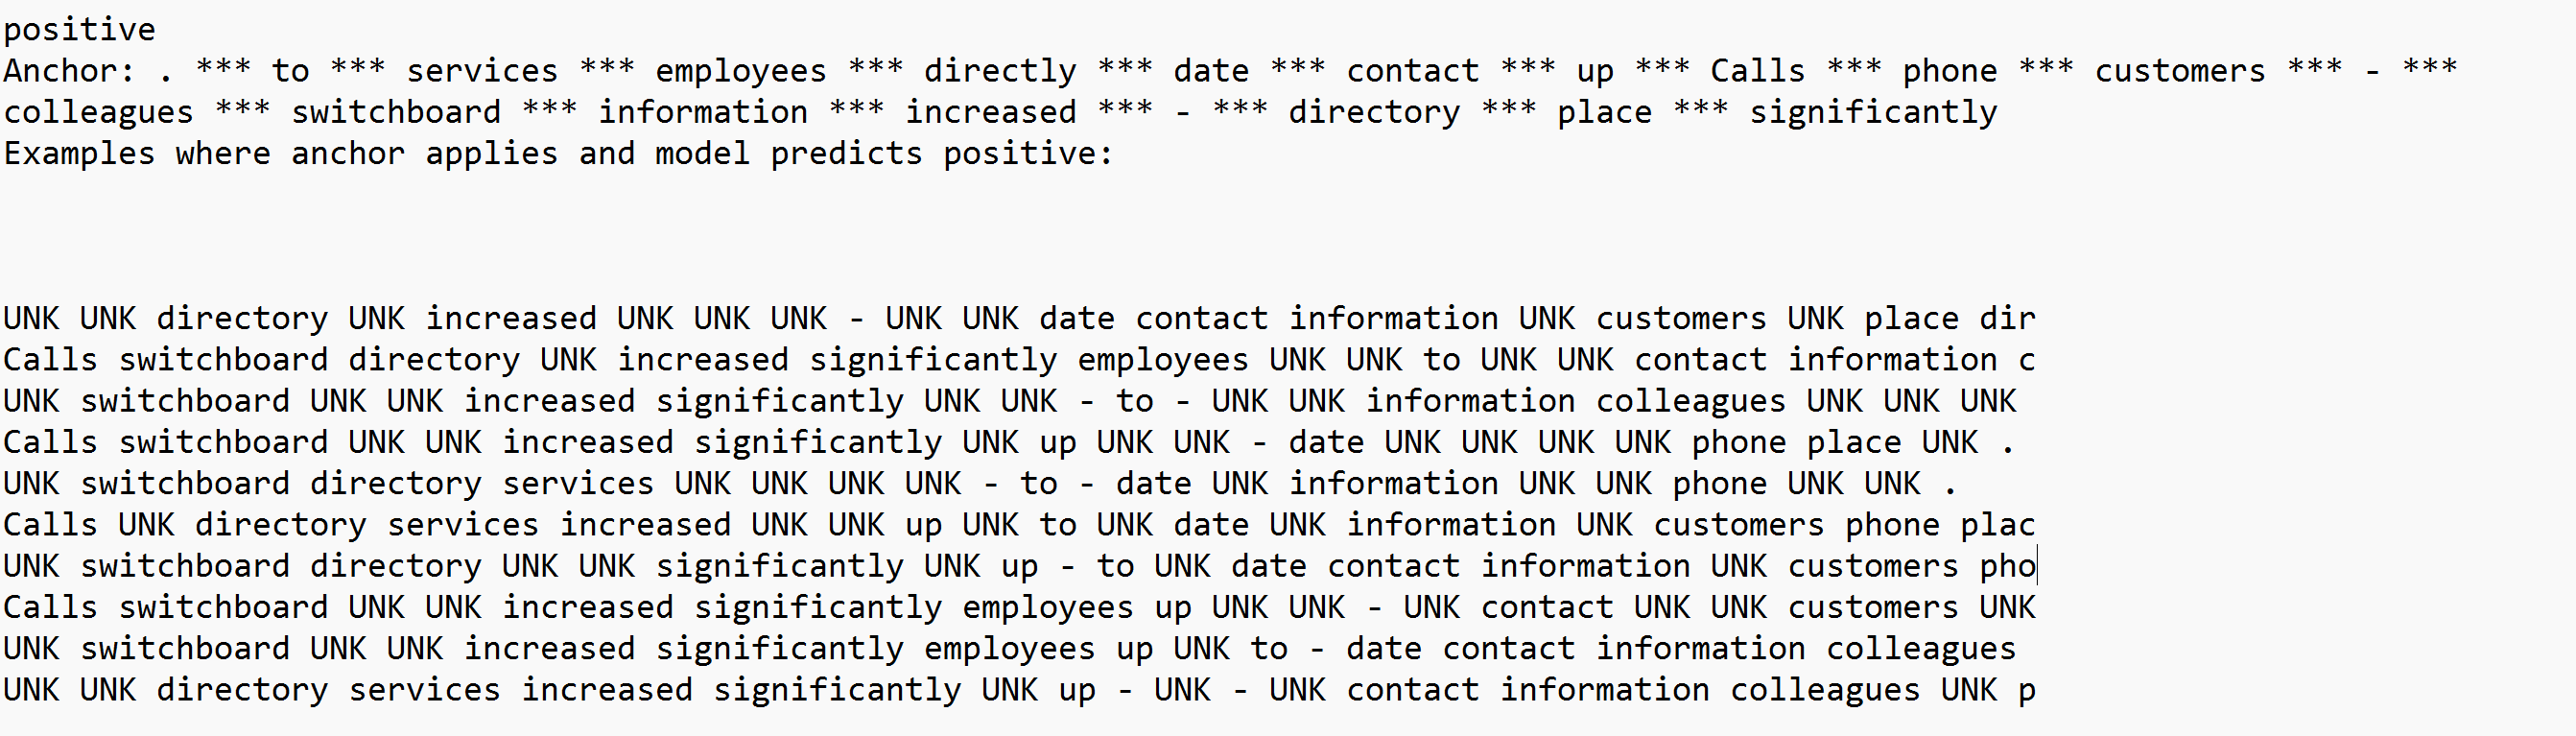 positive
Anchor: . *** to *** services *** employees *** directly *** date *** contact *** up *** Calls *** phone *** customers *** - ***
colleagues *** switchboard *** information *** increased *** - *** directory *** place *** significantly
Examples where anchor applies and model predicts positive:
UNK UNK directory UNK increased UNK UNK UNK - UNK UNK date contact information UNK customers UNK place dir
Calls switchboard directory UNK increased significantly employees UNK UNK to UNK UNK contact information c
UNK switchboard UNK UNK increased significantly UNK UNK - to - UNK UNK information colleagues UNK UNK UNK
Calls switchboard UNK UNK increased significantly UNK up UNK UNK - date UNK UNK UNK UNK phone place UNK .
UNK switchboard directory services UNK UNK UNK UNK - to - date UNK information UNK UNK phone UNK UNK .
Calls UNK directory services increased UNK UNK up UNK to UNK date UNK information UNK customers phone plac
UNK switchboard directory UNK UNK significantly UNK up - to UNK date contact information UNK customers pho
Calls switchboard UNK UNK increased significantly employees up UNK UNK - UNK contact UNK UNK customers UNK
UNK switchboard UNK UNK increased significantly employees up UNK to - date contact information colleagues
UNK UNK directory services increased significantly UNK up - UNK - UNK contact information colleagues UNK p